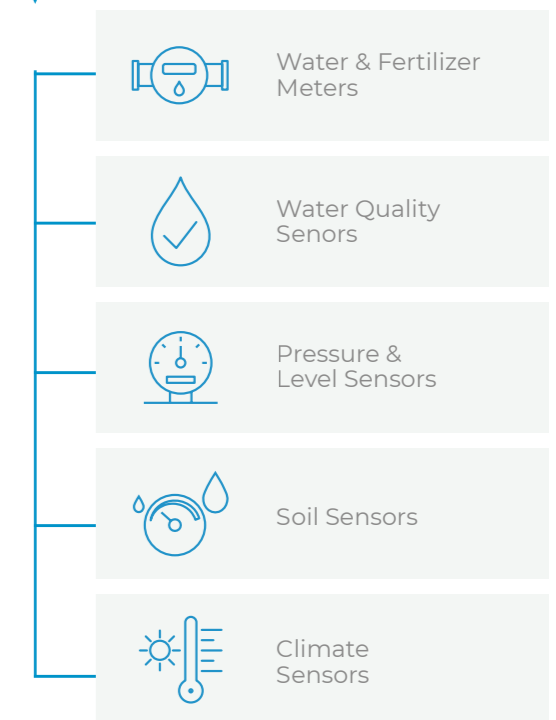 Water & Fertilizer
Meters
Water Quality
Senors
Pressure &
Level Sensors
Soil Sensors
Climate
Sensors